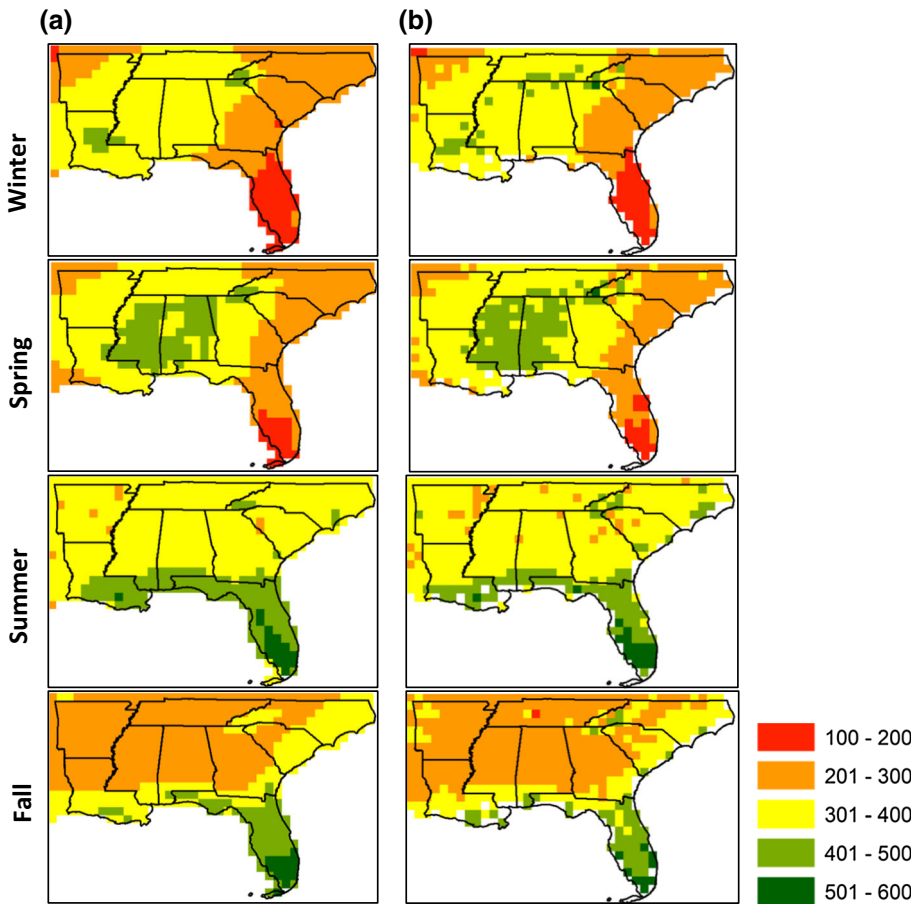 (a) (b)
Winter
Spring
Summer
Fall
100 - 200
201 - 300
301 - 400
401 - 500
501 - 600